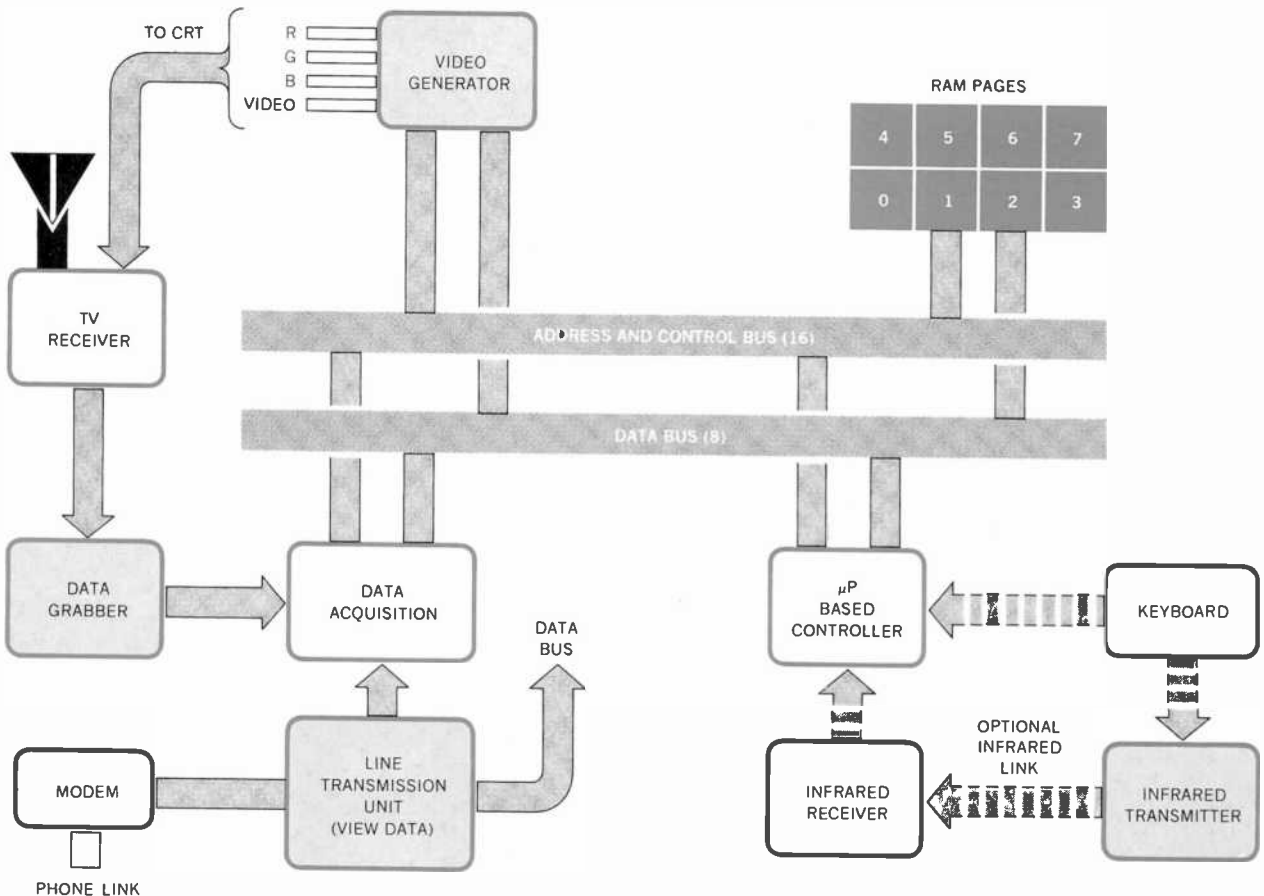 TO CRT
R
G
B
VIDEO
VIDEO
GENERATOR
RAM PAGES
4 5 6 7
0 1 2 3
TV
RECEIVER
ADDRESS AND CONTROL BUS (16)
DATA BUS (8)
DATA
GRABBER
DATA
ACQUISITION
DATA
BUS
μP
BASED
CONTROLLER
KEYBOARD
MODEM
PHONE LINK
LINE
TRANSMISSION
UNIT
(VIEW DATA)
INFRARED
RECEIVER
OPTIONAL
INFRARED
LINK
INFRARED
TRANSMITTER